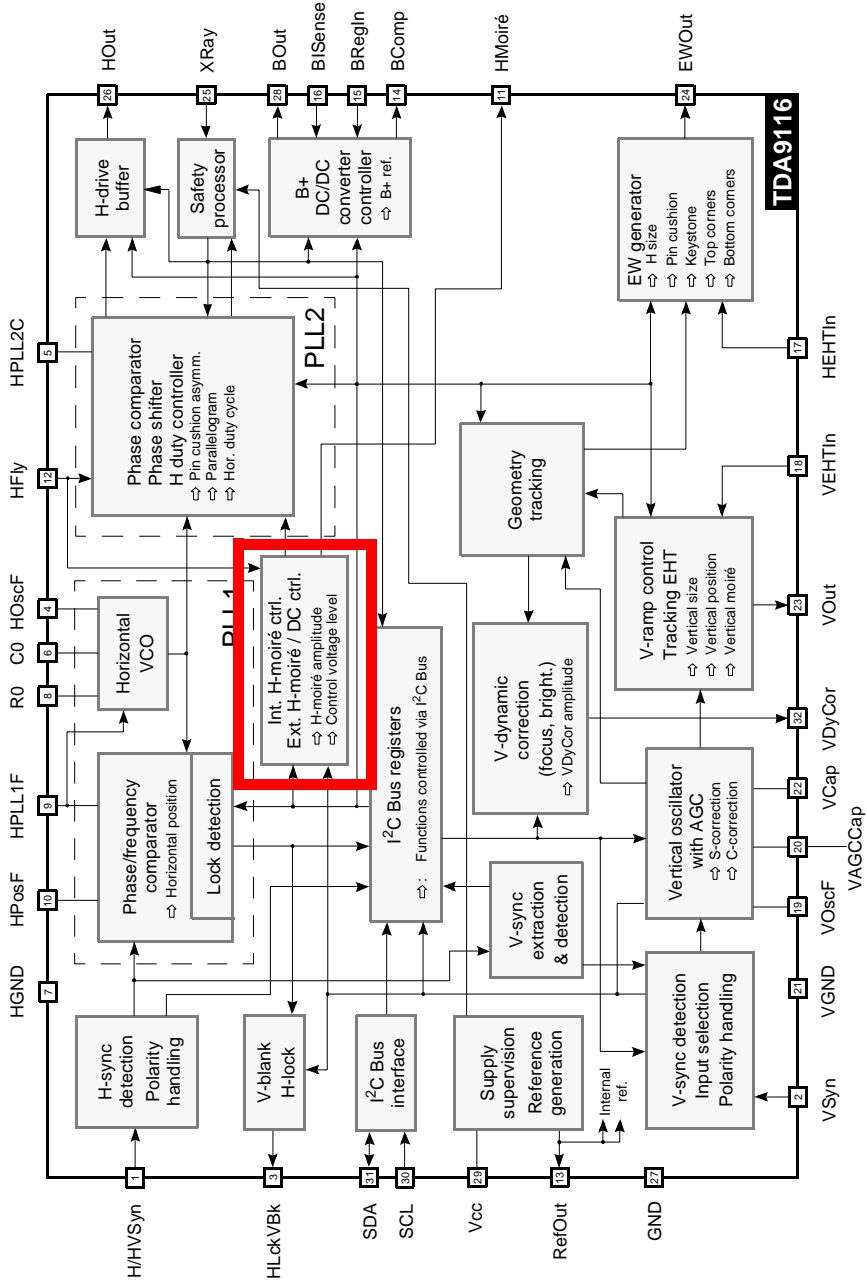 HGND
HPosF
HPLL1F
R0
C0
HOscF
HFly
HPLL2C
7
10
9
8
6
4
12
5
H/HVSyn
1
H-sync
detection
Polarity
handling
Phase/frequency
comparator
⇨ Horizontal position
Lock detection
Horizontal
VCO
PLL1
Phase comparator
Phase shifter
H duty controller
⇨ Pin cushion asymm.
⇨ Parallelogram
⇨ Hor. duty cycle
PLL2
H-drive
buffer
26
HOut
Safety
processor
25
XRay
HLckVBk
3
V-blank
H-lock
Int. H-moiré ctrl.
Ext. H-moiré / DC ctrl.
⇨ H-moiré amplitude
⇨ Control voltage level
B+
DC/DC
converter
controller
⇨ B+ ref.
28
BOut
16
BISense
15
BRegIn
14
BComp
SDA
31
SCL
30
I²C Bus
interface
I²C Bus registers
⇨: Functions controlled via I²C Bus
11
HMoiré
Vcc
29
RefOut
13
Supply
supervision
Reference
generation
Internal
ref.
V-sync
extraction
& detection
V-dynamic
correction
(focus, bright.)
⇨ VDyCor amplitude
Geometry
tracking
GND
27
V-sync detection
Input selection
Polarity handling
Vertical oscillator
with AGC
⇨ S-correction
⇨ C-correction
V-ramp control
Tracking EHT
⇨ Vertical size
⇨ Vertical position
⇨ Vertical moiré
EW generator
⇨ H size
⇨ Pin cushion
⇨ Keystone
⇨ Top corners
⇨ Bottom corners
24
EWOut
TDA9116
2
21
19
20
22
32
23
18
17
VSyn
VGND
VOscF
VAGCCap
VCap
VDyCor
VOut
VEHTIn
HEHTIn